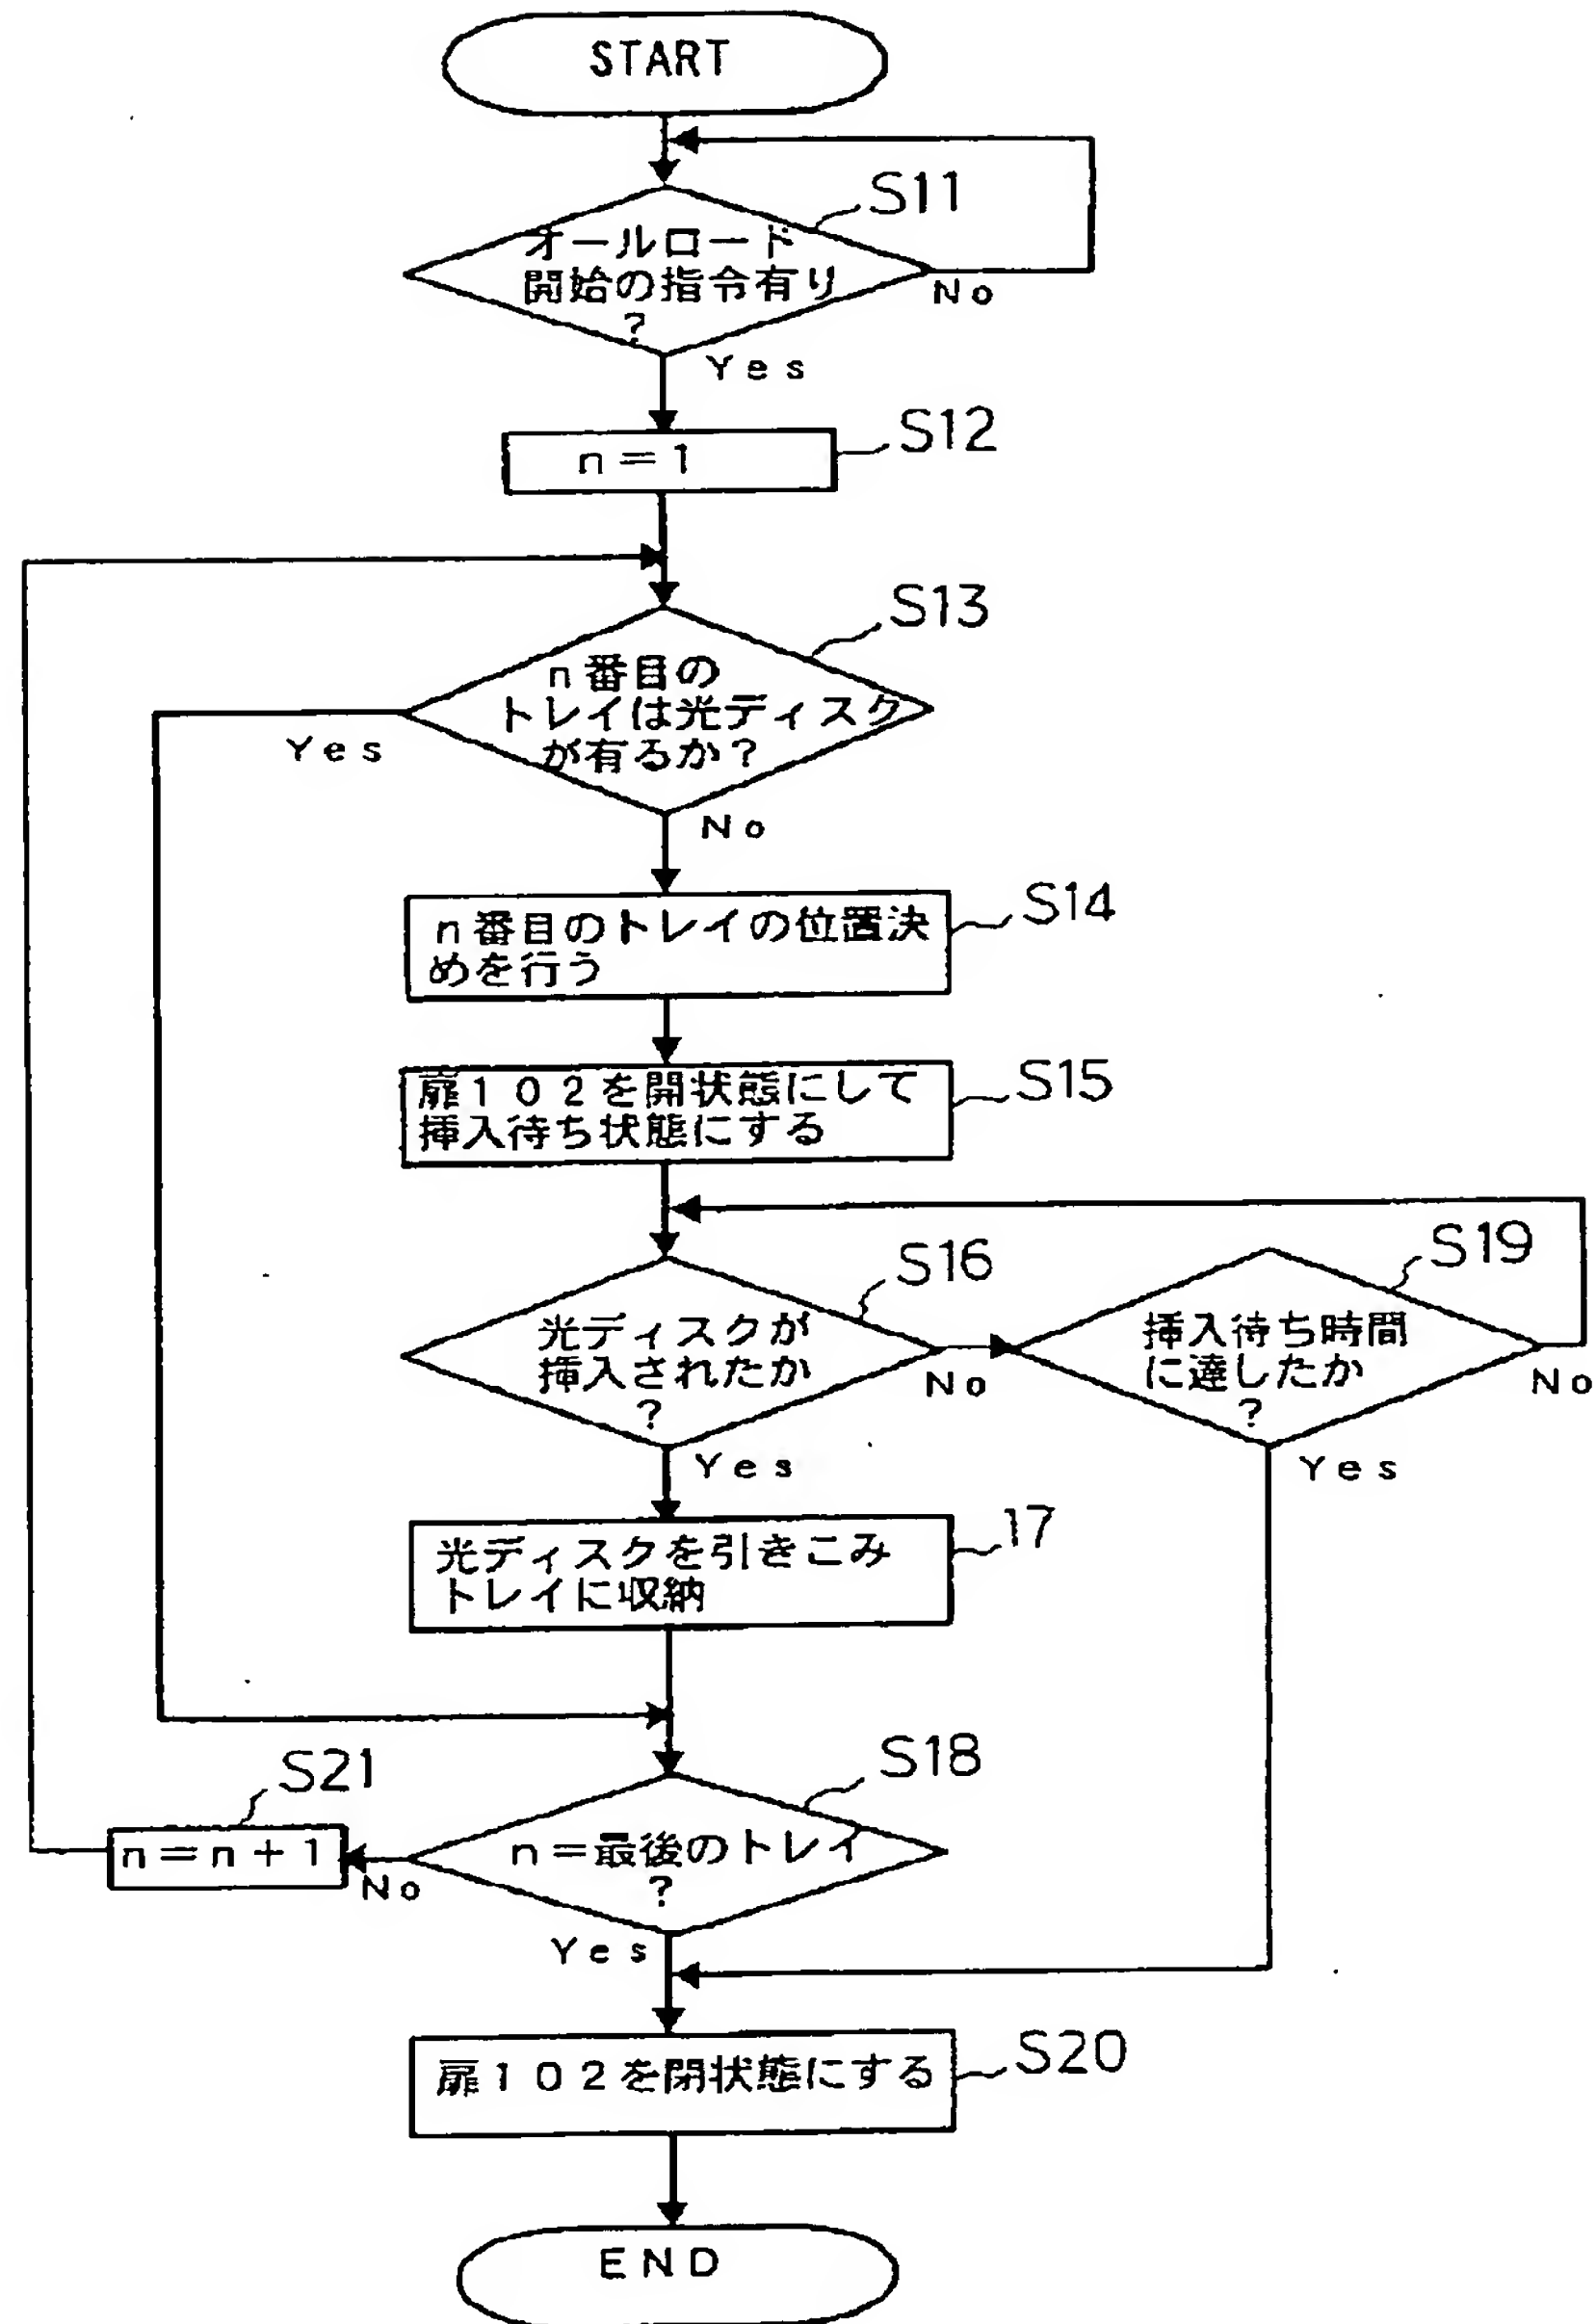 START
S11
オールロード
開始の指令有り
?
No
Yes
S12
n=1
S13
n番目の
トレイは光ディスク
が有るか?
Yes
No
S14
n番目のトレイの位置決
めを行う
S15
扉102を開状態にして
挿入待ち状態にする
S16
光ディスクが
挿入されたか
?
No
Yes
S19
挿入待ち時間
に達したか
?
No
Yes
17
光ディスクを引きこみ
トレイに収納
S18
n=最後のトレイ
?
No
Yes
S21
n=n+1
S20
扉102を閉状態にする
END